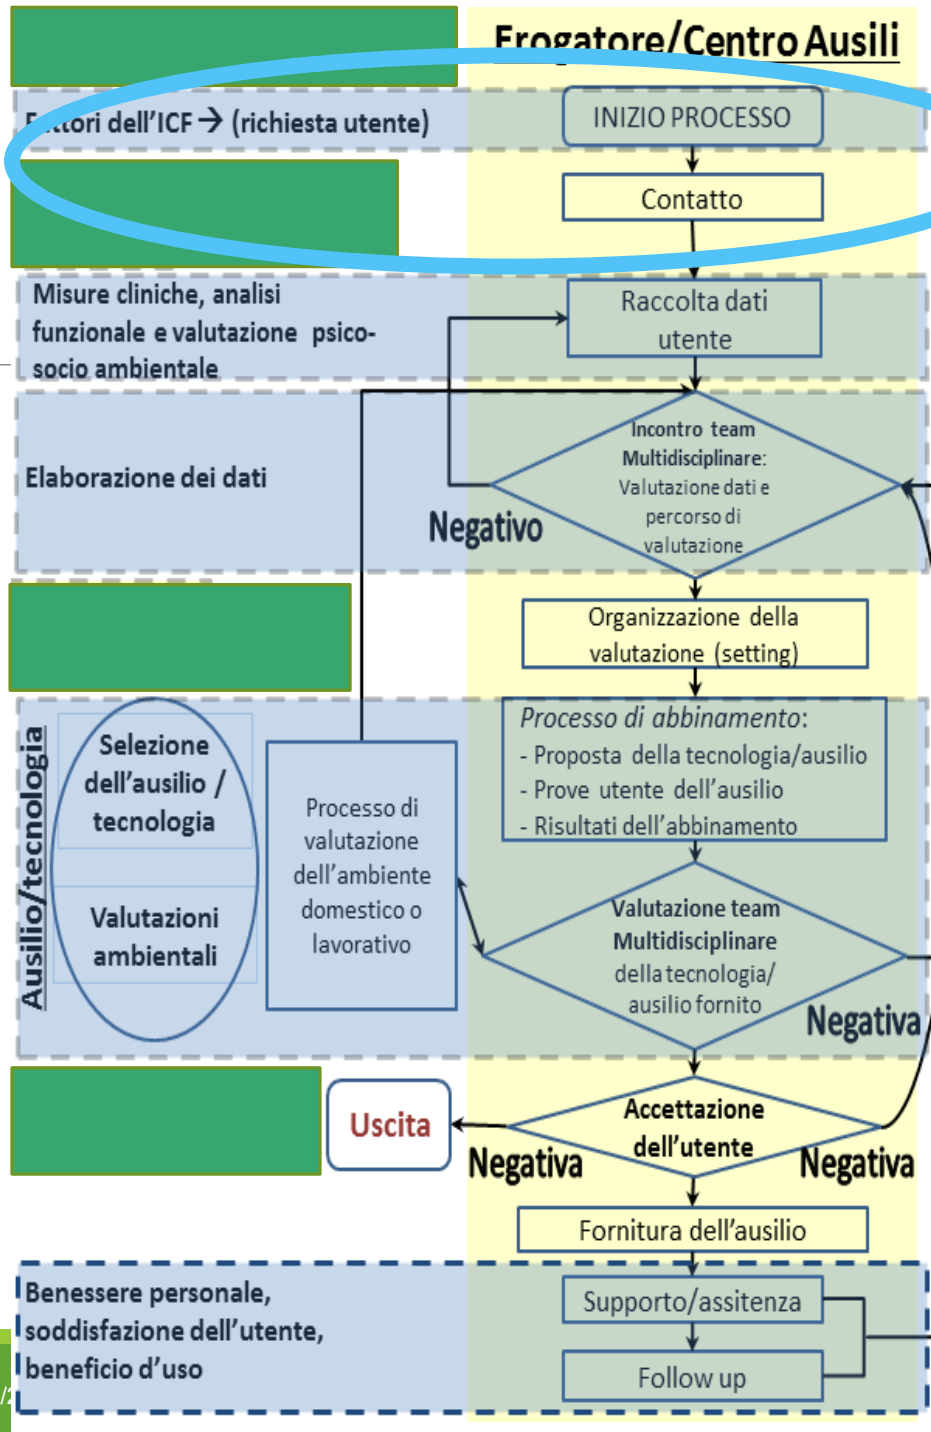 Erogatore/Centro Ausili
Fattori dell'ICF → (richiesta utente)
INIZIO PROCESSO
Contatto
Misure cliniche, analisi
funzionale e valutazione psico-
socio ambientale
Raccolta dati
utente
Elaborazione dei dati
Incontro team
Multidisciplinare:
Valutazione dati e
percorso di
valutazione
Negativo
Organizzazione della
valutazione (setting)
Ausilio/tecnologia
Selezione
dell'ausilio /
tecnologia
Valutazioni
ambientali
Processo di
valutazione
dell'ambiente
domestico o
lavorativo
Processo di abbinamento:
- Proposta della tecnologia/ausilio
- Prove utente dell'ausilio
- Risultati dell'abbinamento
Valutazione team
Multidisciplinare
della tecnologia/
ausilio fornito
Negativa
Uscita
Accettazione
dell'utente
Negativa
Negativa
Fornitura dell'ausilio
Benessere personale,
soddisfazione dell'utente,
beneficio d'uso
Supporto/assitenza
Follow up